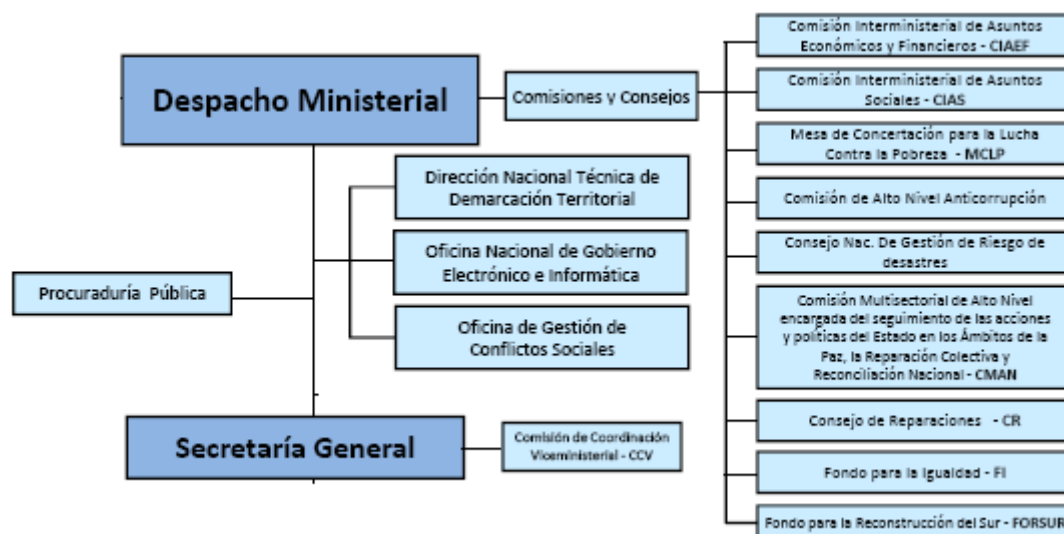 Despacho Ministerial
Comisiones y Consejos
Comisión Interministerial de Asuntos
Económicos y Financieros - CIAEF
Comisión Interministerial de Asuntos
Sociales - CIAS
Mesa de Concertación para la Lucha
Contra la Pobreza - MCLP
Comisión de Alto Nivel Anticorrupción
Consejo Nac. De Gestión de Riesgo de
desastres
Comisión Multisectorial de Alto Nivel
encargada del seguimiento de las acciones
y políticas del Estado en los Ámbitos de la
Paz, la Reparación Colectiva y
Reconciliación Nacional - CMAN
Consejo de Reparaciones - CR
Fondo para la Igualdad - FI
Fondo para la Reconstrucción del Sur - FORSUR
Dirección Nacional Técnica de
Demarcación Territorial
Oficina Nacional de Gobierno
Electrónico e Informática
Oficina de Gestión de
Conflictos Sociales
Procuraduría Pública
Secretaría General
Comisión de Coordinación
Viceministerial - CCV